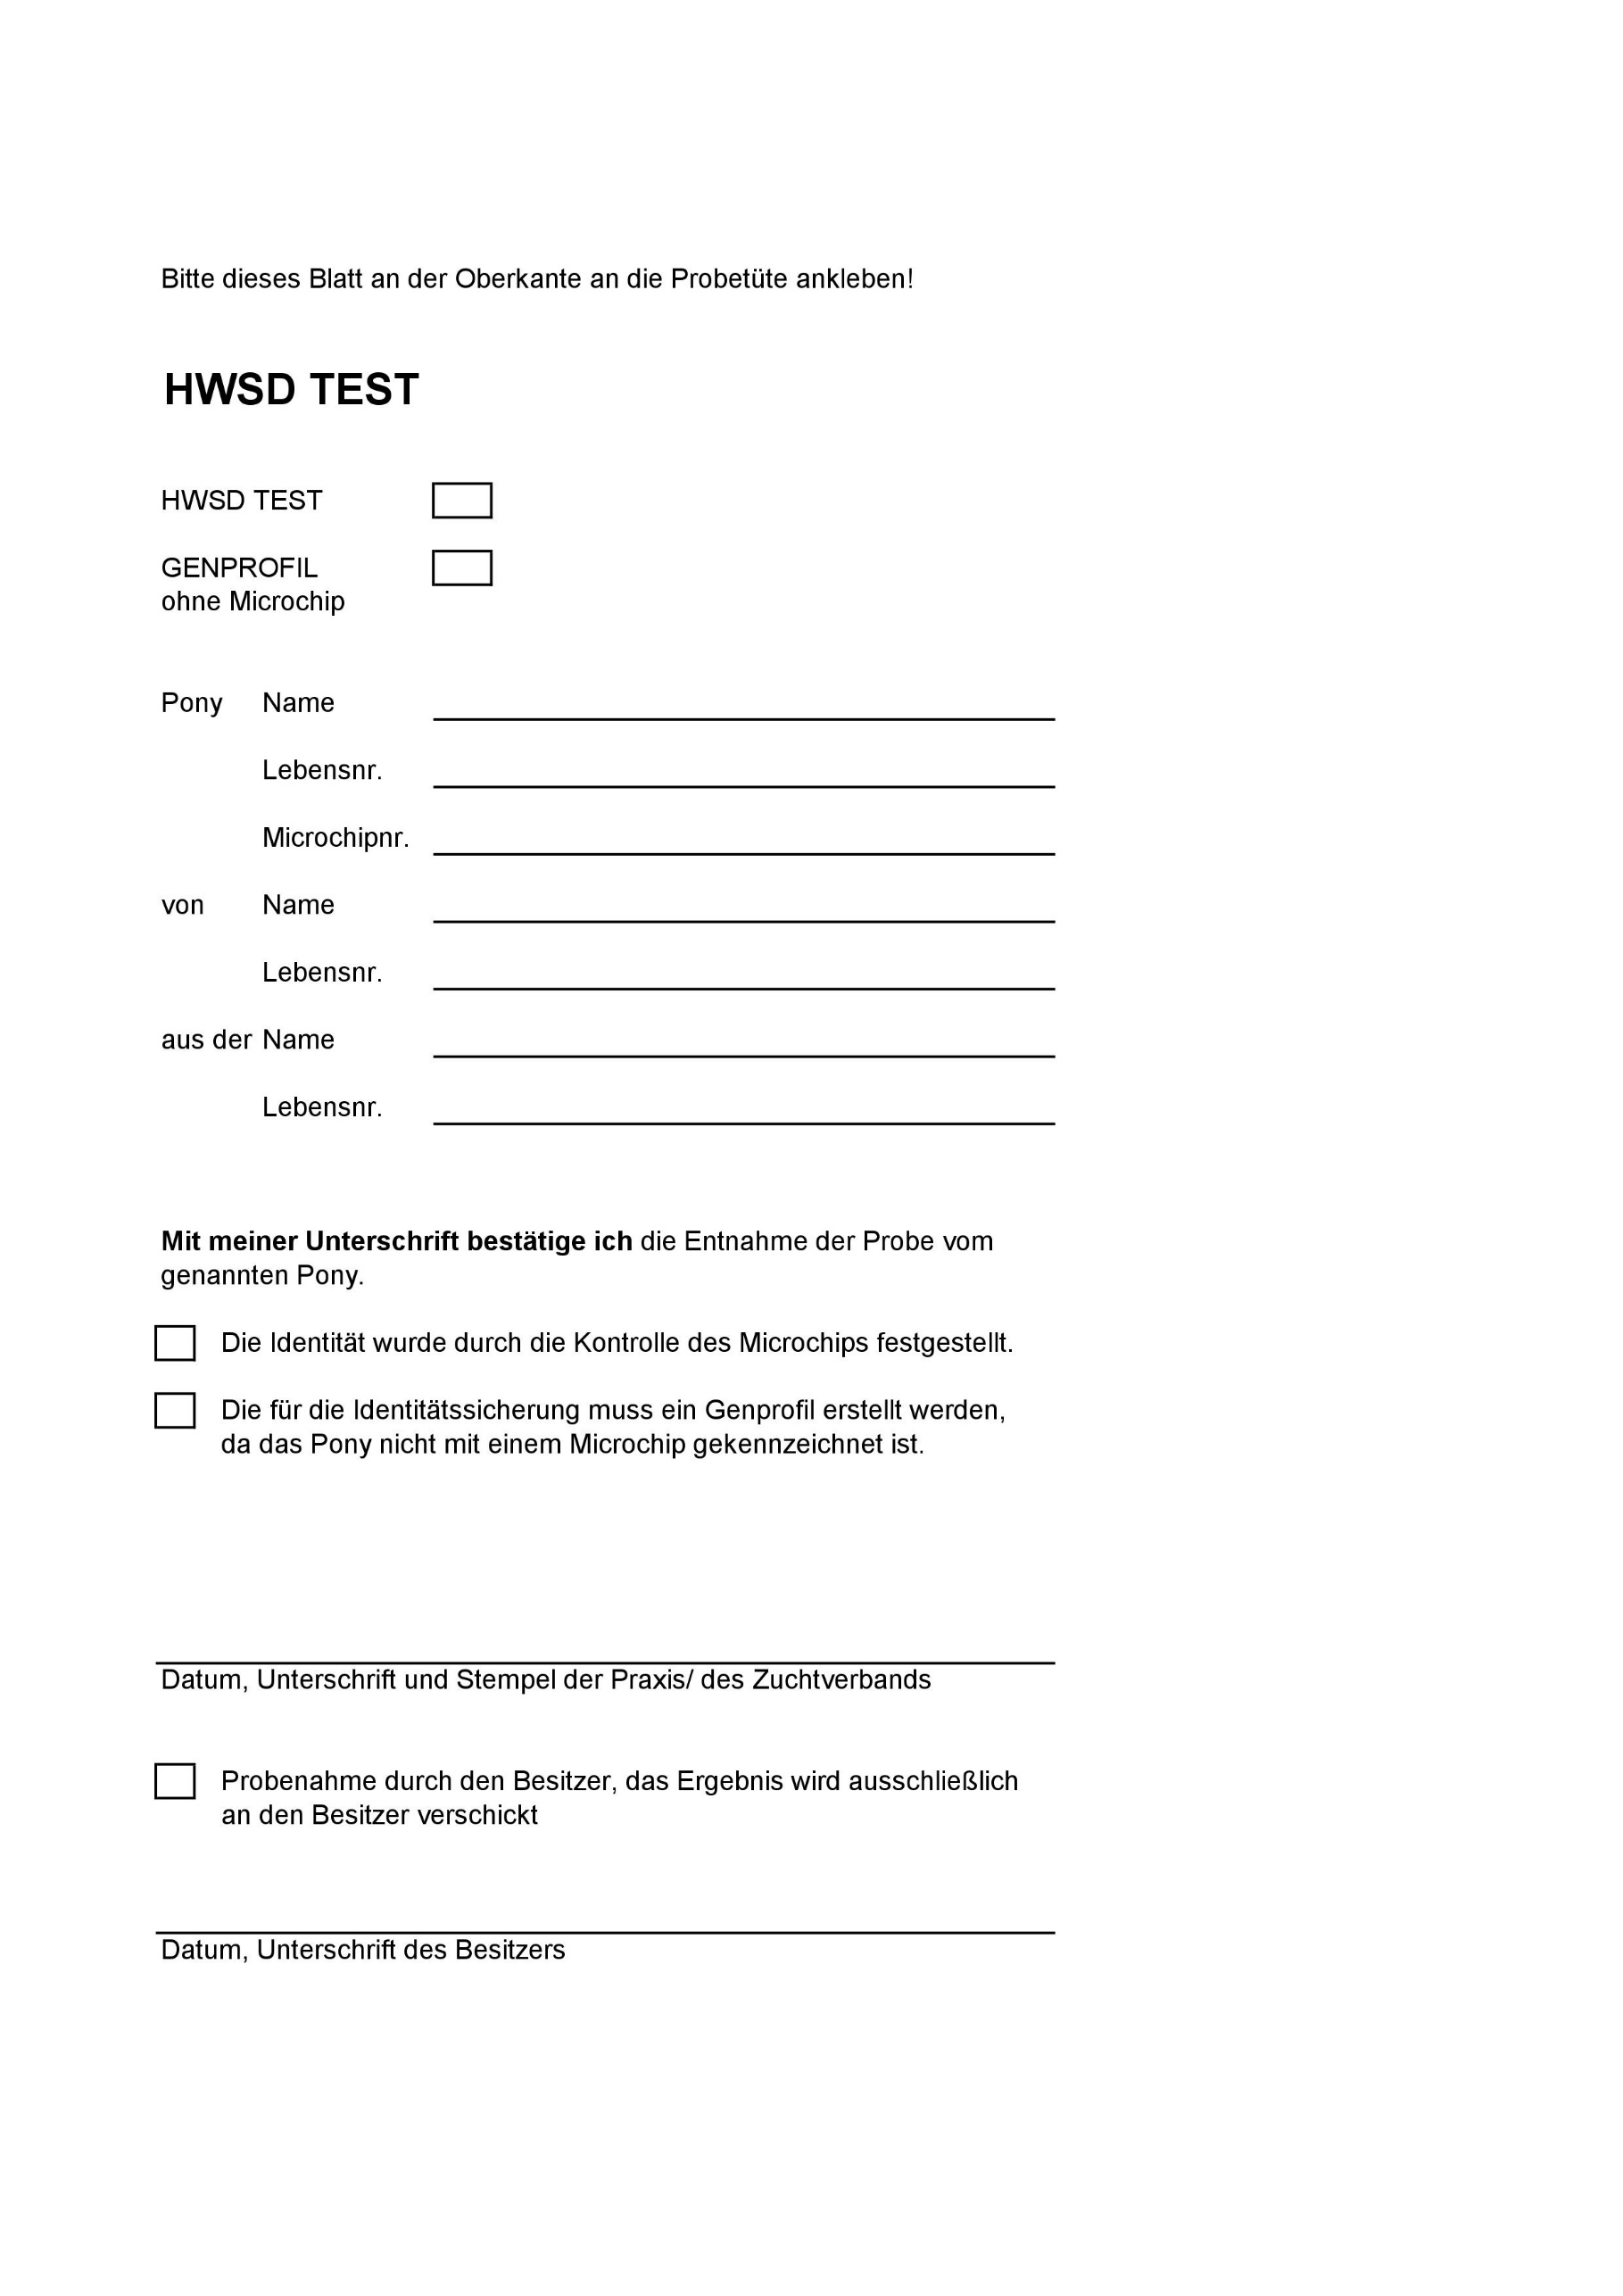 Bitte dieses Blatt an der Oberkante an die Probetüte ankleben!
HWSD TEST
HWSD TEST
GENPROFIL
ohne Microchip
Pony Name
Lebensnr.
Microchipnr.
von Name
Lebensnr.
aus der Name
Lebensnr.
Mit meiner Unterschrift bestätige ich die Entnahme der Probe vom
genannten Pony.
Die Identität wurde durch die Kontrolle des Microchips festgestellt.
Die für die Identitätssicherung muss ein Genprofil erstellt werden,
da das Pony nicht mit einem Microchip gekennzeichnet ist.
Datum, Unterschrift und Stempel der Praxis/ des Zuchtverbands
Probenahme durch den Besitzer, das Ergebnis wird ausschließlich
an den Besitzer verschickt
Datum, Unterschrift des Besitzers